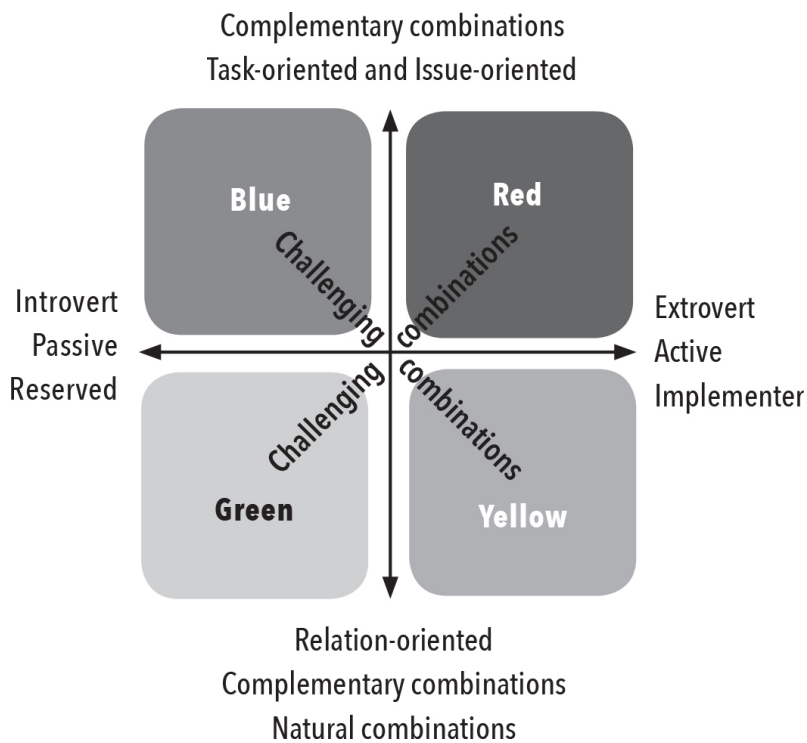 Complementary combinations
Task-oriented and Issue-oriented
Blue
Red
Challenging combinations
Introvert
Passive
Reserved
Extrovert
Active
Implementer
Challenging combinations
Green
Yellow
Relation-oriented
Complementary combinations
Natural combinations